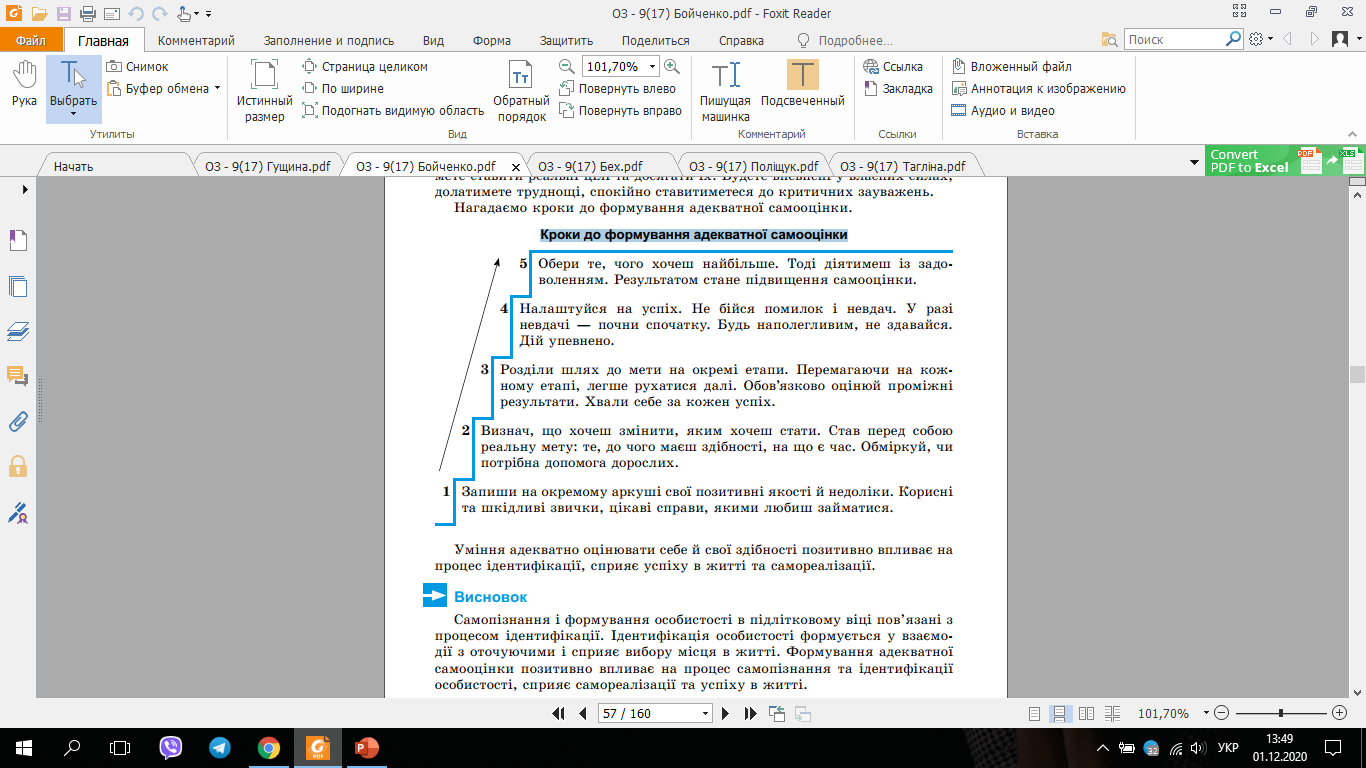 ОЗ - 9(17) Бойченко.pdf - Foxit Reader
Файл Главная Комментарий Заполнение и подпись Вид Форма Защитить Поделиться Справка Подробнее... Поиск
Рука
Выбрать
Снимок
Буфер обмена
Утилиты
Истинный размер
Страница целиком
По ширине
Подогнать видимую область
Обратный порядок
101,70%
Повернуть влево
Повернуть вправо
Вид
Пишущая машинка
Подсвеченный
Комментарий
Ссылка
Закладка
Ссылки
Вложенный файл
Аннотация к изображению
Аудио и видео
Вставка
Начать ОЗ - 9(17) Гущина.pdf ОЗ - 9(17) Бойченко.pdf ОЗ - 9(17) Бех.pdf ОЗ - 9(17) Поліщук.pdf ОЗ - 9(17) Тагліна.pdf
Convert
PDF to Excel
PDF XLS
долатимете труднощі, спокійно ставитиметеся до критичних зауважень.
Нагадаємо кроки до формування адекватної самооцінки.
Кроки до формування адекватної самооцінки
5 Обери те, чого хочеш найбільше. Тоді діятимеш із задо-
воленням. Результатом стане підвищення самооцінки.
4 Налаштуйся на успіх. Не бійся помилок і невдач. У разі
невдачі — почни спочатку. Будь наполегливим, не здавайся.
Дій упевнено.
3 Розділи шлях до мети на окремі етапи. Перемагаючи на кож-
ному етапі, легше рухатися далі. Обов’язково оцінюй проміжні
результати. Хвали себе за кожен успіх.
2 Визнач, що хочеш змінити, яким хочеш стати. Став перед собою
реальну мету: те, до чого маєш здібності, на що є час. Обміркуй, чи
потрібна допомога дорослих.
1 Запиши на окремому аркуші свої позитивні якості й недоліки. Корисні
та шкідливі звички, цікаві справи, якими любиш займатися.
Уміння адекватно оцінювати себе й свої здібності позитивно впливає на
процес ідентифікації, сприяє успіху в житті та самореалізації.
Висновок
Самопізнання і формування особистості в підлітковому віці пов’язані з
процесом ідентифікації. Ідентифікація особистості формується у взаємо-
дії з оточуючими і сприяє вибору місця в житті. Формування адекватної
самооцінки позитивно впливає на процес самопізнання та ідентифікації
особистості, сприяє самореалізації та успіху в житті.
57 / 160
101,70%
32
УКР
13:49
01.12.2020